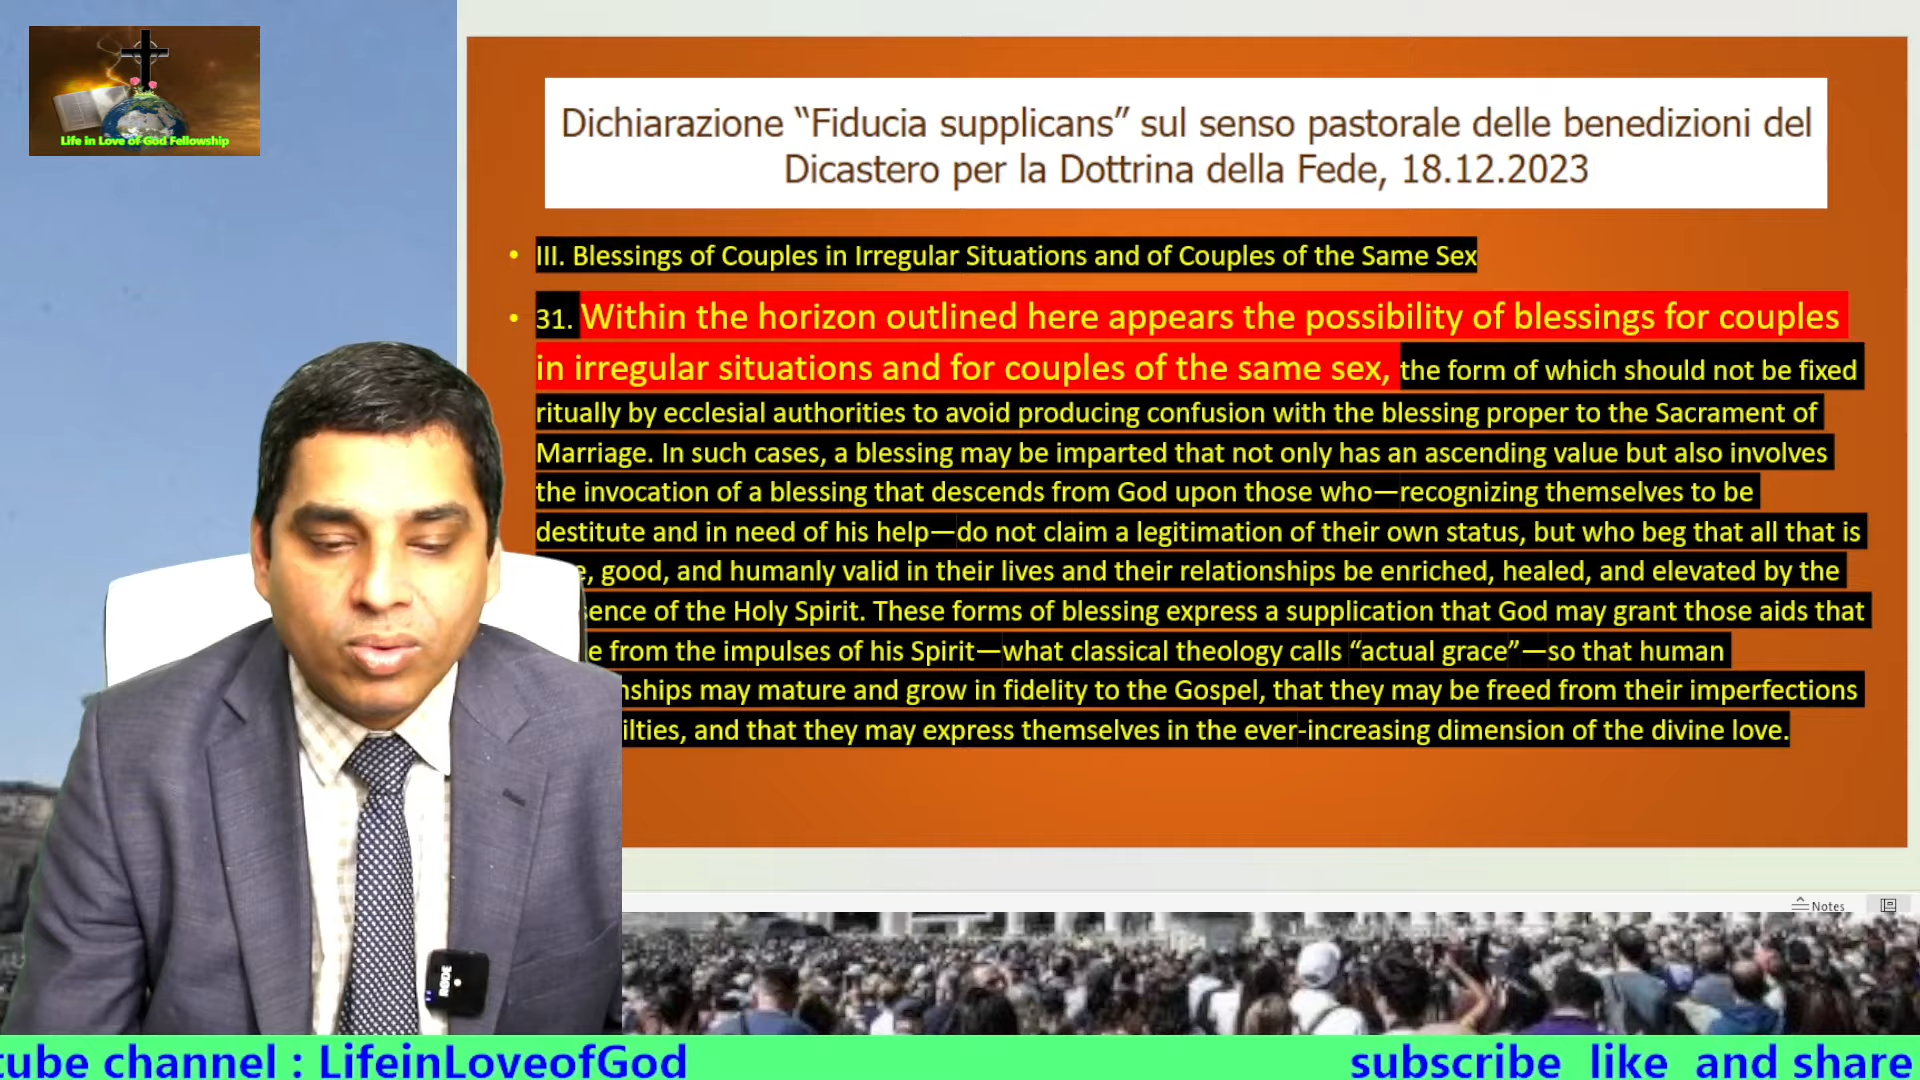 Life in Love of God Fellowship
Dichiarazione “Fiducia supplicans” sul senso pastorale delle benedizioni del
Dicastero per la Dottrina della Fede, 18.12.2023
• III. Blessings of Couples in Irregular Situations and of Couples of the Same Sex
• 31. Within the horizon outlined here appears the possibility of blessings for couples
in irregular situations and for couples of the same sex, the form of which should not be fixed
ritually by ecclesial authorities to avoid producing confusion with the blessing proper to the Sacrament of
Marriage. In such cases, a blessing may be imparted that not only has an ascending value but also involves
the invocation of a blessing that descends from God upon those who—recognizing themselves to be
destitute and in need of his help—do not claim a legitimation of their own status, but who beg that all that is
good, and humanly valid in their lives and their relationships be enriched, healed, and elevated by the
of the Holy Spirit. These forms of blessing express a supplication that God may grant those aids that
from the impulses of his Spirit—what classical theology calls “actual grace”—so that human
may mature and grow in fidelity to the Gospel, that they may be freed from their imperfections
and that they may express themselves in the ever-increasing dimension of the divine love.
Notes
RODE
tube channel : LifeinLoveofGod subscribe like and share